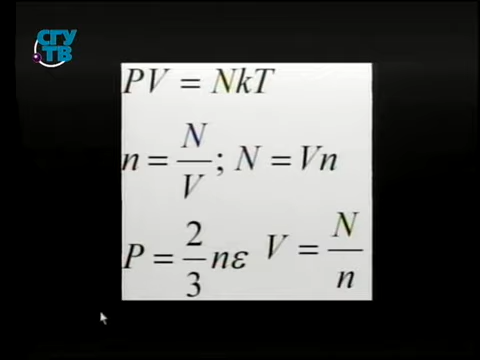 СГУ
ТВ
PV = NkT
n = N/V; N = Vn
P = 2/3 nε V = N/n